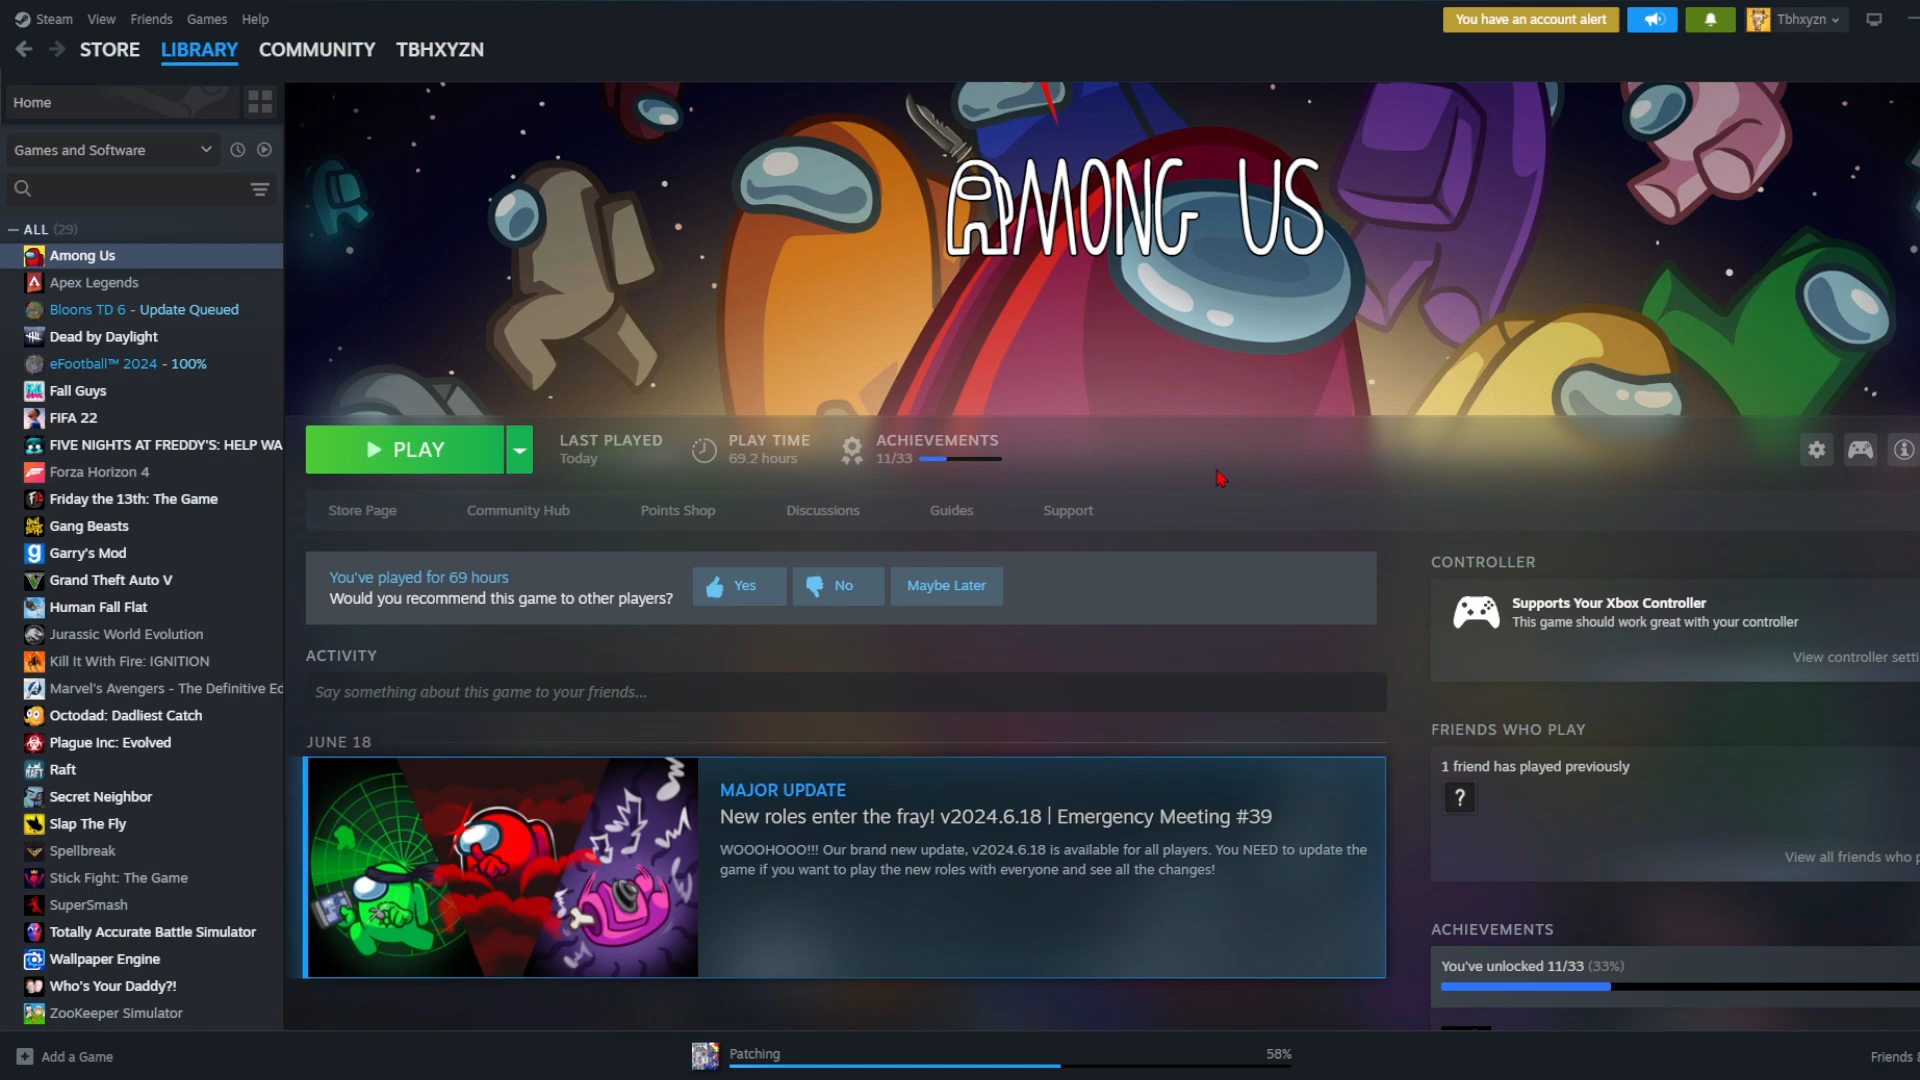 Steam View Friends Games Help
You have an account alert
Tbhxyzn
STORE LIBRARY COMMUNITY TBHXYZN
Home
Games and Software
ALL (29)
Among Us
Apex Legends
Bloons TD 6 - Update Queued
Dead by Daylight
eFootball™ 2024 - 100%
Fall Guys
FIFA 22
FIVE NIGHTS AT FREDDY'S: HELP WA
Forza Horizon 4
Friday the 13th: The Game
Gang Beasts
Garry's Mod
Grand Theft Auto V
Human Fall Flat
Jurassic World Evolution
Kill It With Fire: IGNITION
Marvel's Avengers - The Definitive Ed
Octodad: Dadliest Catch
Plague Inc: Evolved
Raft
Secret Neighbor
Slap The Fly
Spellbreak
Stick Fight: The Game
SuperSmash
Totally Accurate Battle Simulator
Wallpaper Engine
Who's Your Daddy?!
ZooKeeper Simulator
Add a Game
AMONG US
PLAY
LAST PLAYED
Today
PLAY TIME
69.2 hours
ACHIEVEMENTS
11/33
Store Page Community Hub Points Shop Discussions Guides Support
You've played for 69 hours
Would you recommend this game to other players?
Yes No Maybe Later
ACTIVITY
Say something about this game to your friends...
JUNE 18
MAJOR UPDATE
New roles enter the fray! v2024.6.18 | Emergency Meeting #39
WOOOHOOO!!! Our brand new update, v2024.6.18 is available for all players. You NEED to update the
game if you want to play the new roles with everyone and see all the changes!
CONTROLLER
Supports Your Xbox Controller
This game should work great with your controller
View controller setti
FRIENDS WHO PLAY
1 friend has played previously
?
View all friends who p
ACHIEVEMENTS
You've unlocked 11/33 (33%)
Patching 58%
Friends &